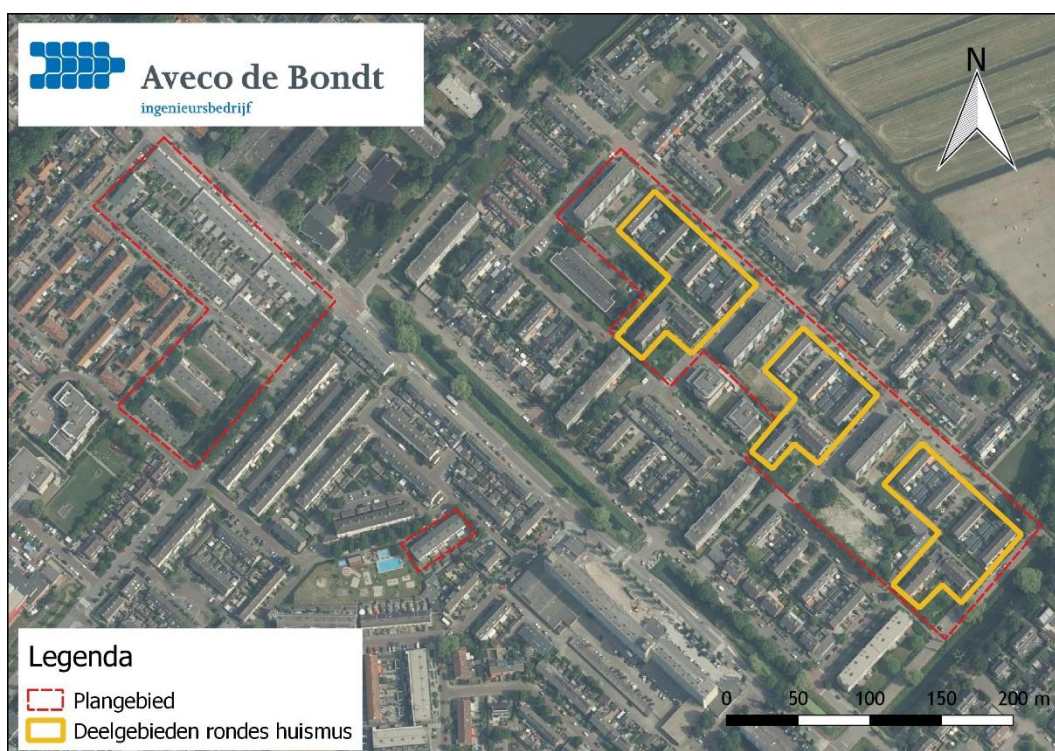 Aveco de Bondt
ingenieursbedrijf
N
Legenda
Plangebied
Deelgebieden rondes huismus
0 50 100 150 200 m